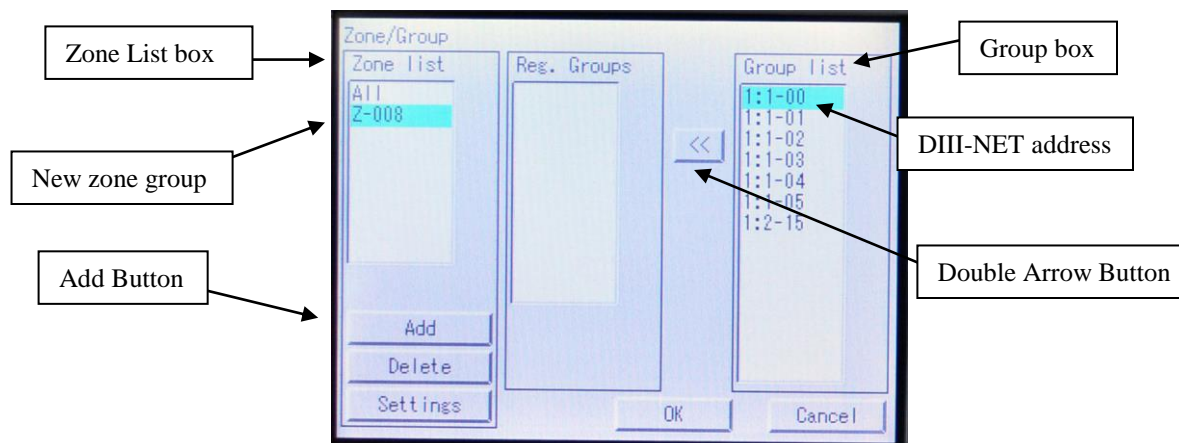 Zone List box
New zone group
Add Button
Zone/Group
Zone list
All
Z-008
Add
Delete
Settings
Reg. Groups
<<
Group list
1:1-00
1:1-01
1:1-02
1:1-03
1:1-04
1:1-05
1:2-15
OK
Cancel
Group box
DIII-NET address
Double Arrow Button